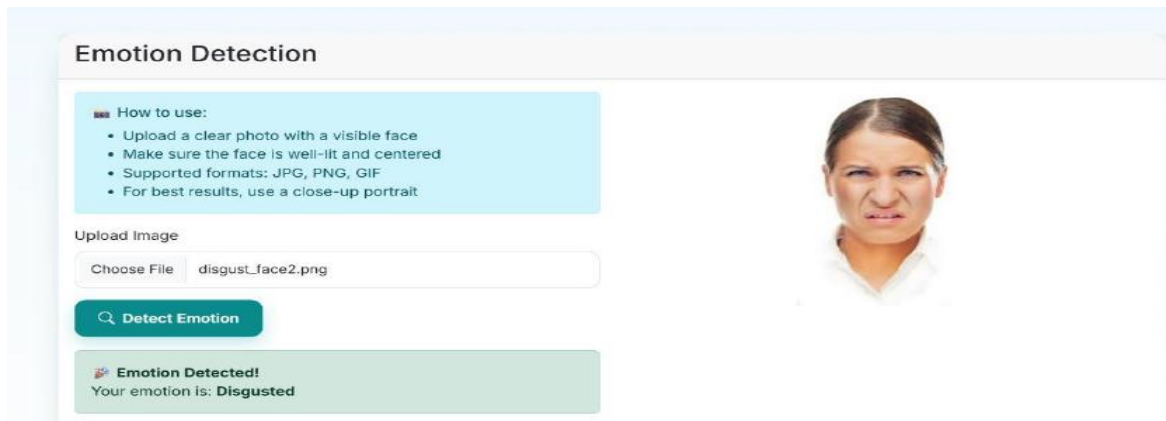 Emotion Detection
📷 How to use:
• Upload a clear photo with a visible face
• Make sure the face is well-lit and centered
• Supported formats: JPG, PNG, GIF
• For best results, use a close-up portrait
Upload Image
Choose File disgust_face2.png
Detect Emotion
🎉 Emotion Detected!
Your emotion is: Disgusted